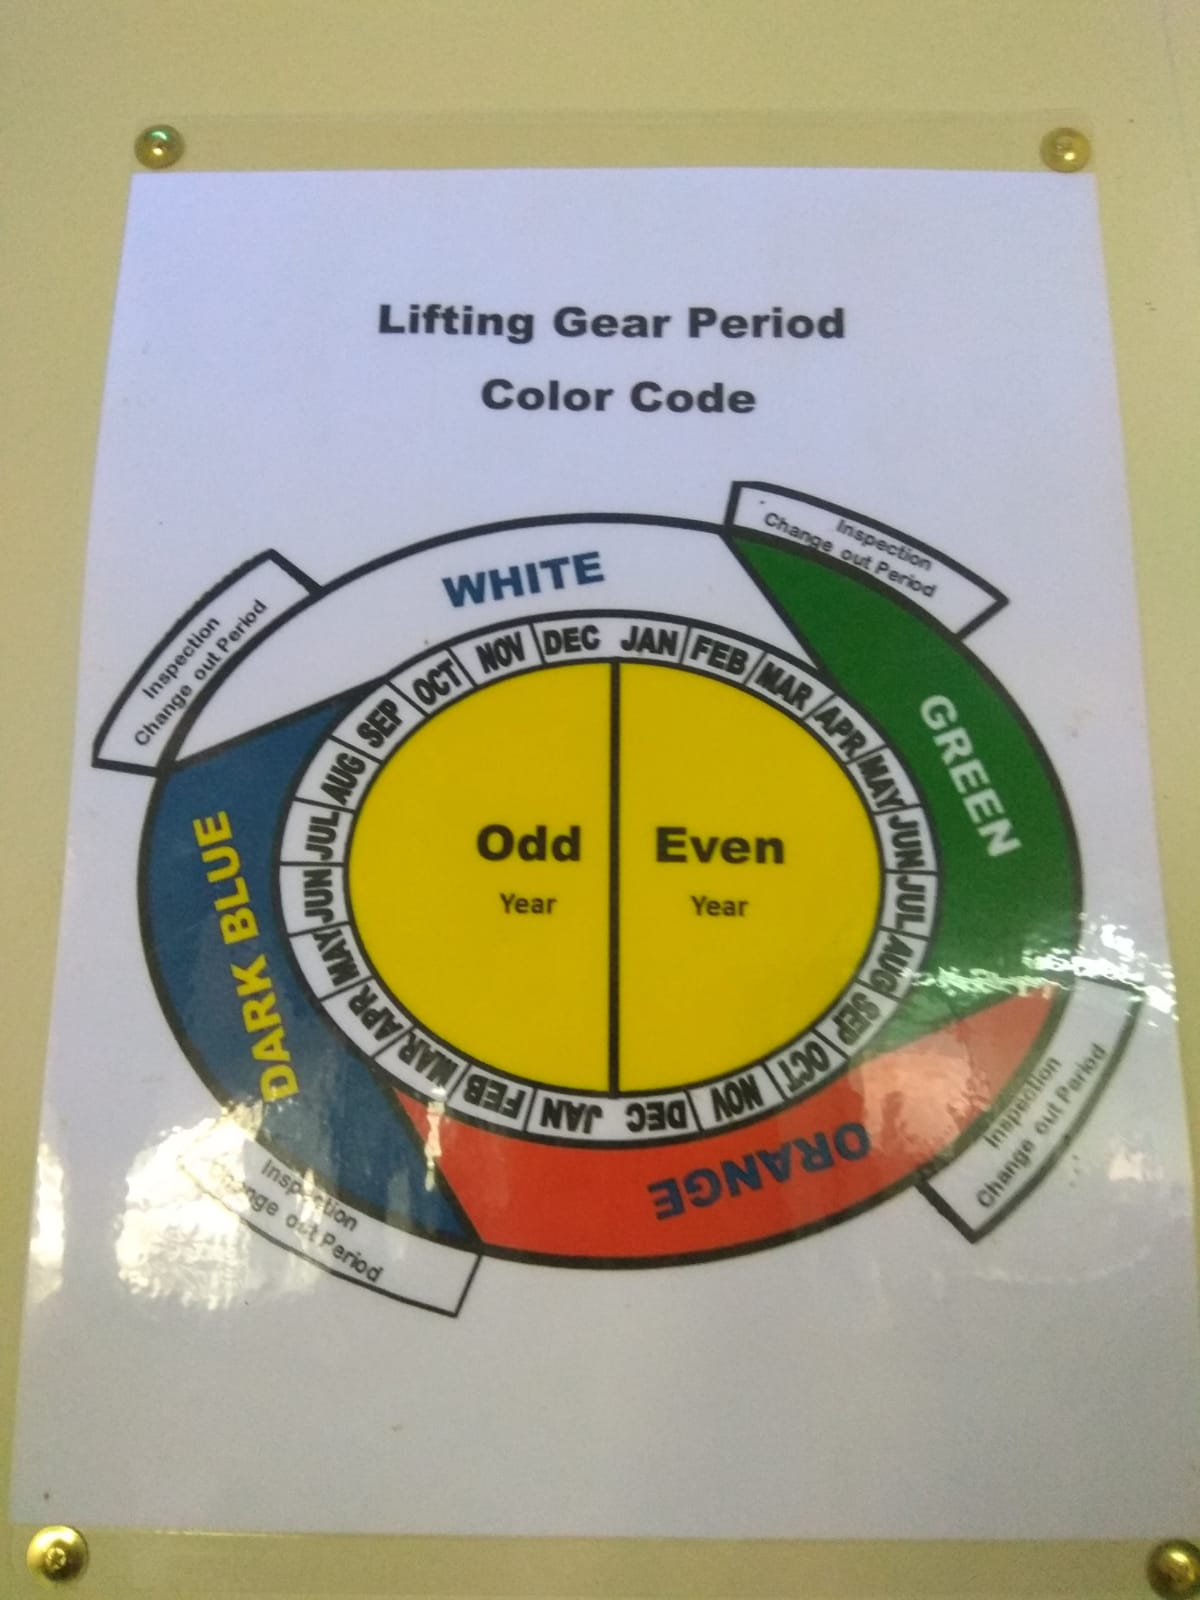 Lifting Gear Period
Color Code
Inspection
Change out Period
WHITE
Inspection
Change out Period
GREEN
DARK BLUE
ORANGE
Inspection
Change out Period
Inspection
Change out Period
JAN
FEB
MAR
APR
MAY
JUN
JUL
AUG
SEP
OCT
NOV
DEC
JAN
FEB
MAR
APR
MAY
JUN
JUL
AUG
SEP
OCT
NOV
DEC
Odd
Year
Even
Year